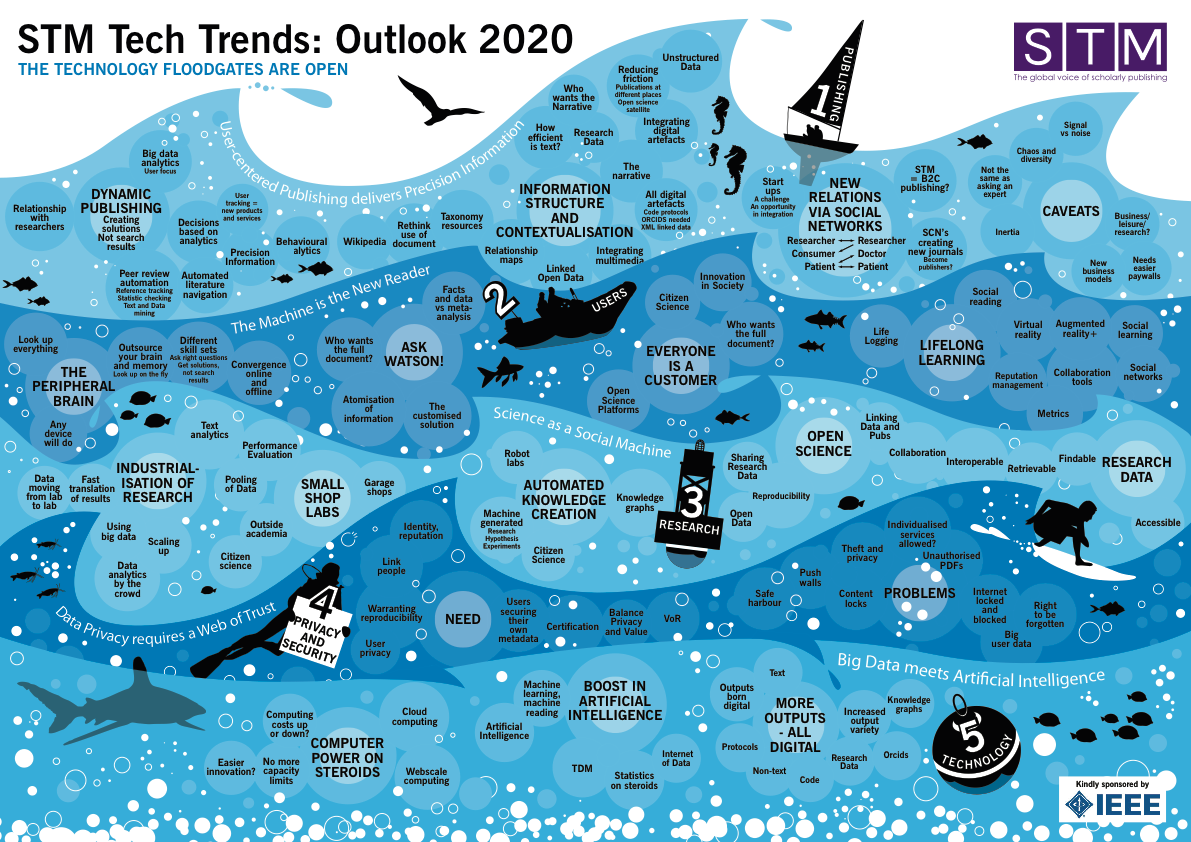 STM Tech Trends: Outlook 2020
THE TECHNOLOGY FLOODGATES ARE OPEN
STM
The global voice of scholarly publishing
User-centered Publishing delivers Precision Information
1
PUBLISHING
Big data
analytics
User focus
DYNAMIC
PUBLISHING
Creating
solutions
Not search
results
Relationship
with
researchers
User
tracking =
new products
and services
Decisions
based on
analytics
Precision
Information
Behavioural
alytics
Peer review
automation
Reference tracking
Statistic checking
Text and Data
mining
Automated
literature
navigation
Wikipedia
Rethink
use of
document
Taxonomy
resources
Unstructured
Data
Reducing
friction
Publications at
different places
Open science
satellite
Who
wants the
Narrative
How
efficient
is text?
Research
Data
Integrating
digital
artefacts
The
narrative
INFORMATION
STRUCTURE
AND
CONTEXTUALISATION
All digital
artefacts
Code protocols
ORCIDS needed
XML linked data
Relationship
maps
Linked
Open Data
Integrating
multimedia
Start
ups
A challenge
An opportunity
in integration
NEW
RELATIONS
VIA SOCIAL
NETWORKS
Researcher Researcher
Consumer Doctor
Patient Patient
STM
= B2C
publishing?
SCN's
creating
new journals
Become
publishers?
Signal
vs noise
Chaos and
diversity
Not the
same as
asking an
expert
CAVEATS
Inertia
Business/
leisure/
research?
New
business
models
Needs
easier
paywalls
The Machine is the New Reader
2
USERS
Look up
everything
THE
PERIPHERAL
BRAIN
Any
device
will do
Outsource
your brain
and memory
Look up on the fly
Different
skill sets
Ask right questions
Get solutions,
not search
results
Convergence
online
and
offline
Facts
and data
vs meta-
analysis
Who wants
the full
document?
ASK
WATSON!
Atomisation
of
information
The
customised
solution
Innovation
in Society
Citizen
Science
Who wants
the full
document?
EVERYONE
IS A
CUSTOMER
Open
Science
Platforms
Social
reading
Life
Logging
LIFELONG
LEARNING
Virtual
reality
Augmented
reality+
Social
learning
Reputation
management
Collaboration
tools
Social
networks
Metrics
Science as a Social Machine
3
RESEARCH
Text
analytics
Performance
Evaluation
INDUSTRIAL-
ISATION OF
RESEARCH
Data
moving
from lab
to lab
Fast
translation
of results
Pooling
of Data
SMALL
SHOP
LABS
Garage
shops
Using
big data
Scaling
up
Outside
academia
Citizen
science
Data
analytics
by the
crowd
Robot
labs
AUTOMATED
KNOWLEDGE
CREATION
Knowledge
graphs
Machine
generated
Research
Hypothesis
Experiments
Citizen
Science
Linking
Data and
Pubs
OPEN
SCIENCE
Sharing
Research
Data
Reproducibility
Open
Data
Collaboration
Interoperable
Retrievable
Findable
RESEARCH
DATA
Accessible
Data Privacy requires a Web of Trust
4
PRIVACY
AND
SECURITY
Identity,
reputation
Link
people
Warranting
reproducibility
User
privacy
NEED
Users
securing
their
own
metadata
Certification
Balance
Privacy
and Value
VoR
Individualised
services
allowed?
Theft and
privacy
Unauthorised
PDFs
Push
walls
Safe
harbour
Content
locks
PROBLEMS
Internet
locked
and
blocked
Right
to be
forgotten
Big
user data
Big Data meets Artificial Intelligence
5
TECHNOLOGY
Computing
costs up
or down?
Cloud
computing
COMPUTER
POWER ON
STEROIDS
Easier
innovation?
No more
capacity
limits
Webscale
computing
Machine
learning,
machine
reading
BOOST IN
ARTIFICIAL
INTELLIGENCE
Artificial
Intelligence
TDM
Statistics
on steroids
Internet
of Data
Text
Outputs
born
digital
MORE
OUTPUTS
- ALL
DIGITAL
Increased
output
variety
Knowledge
graphs
Protocols
Non-text
Code
Research
Data
Orcids
Kindly sponsored by
IEEE